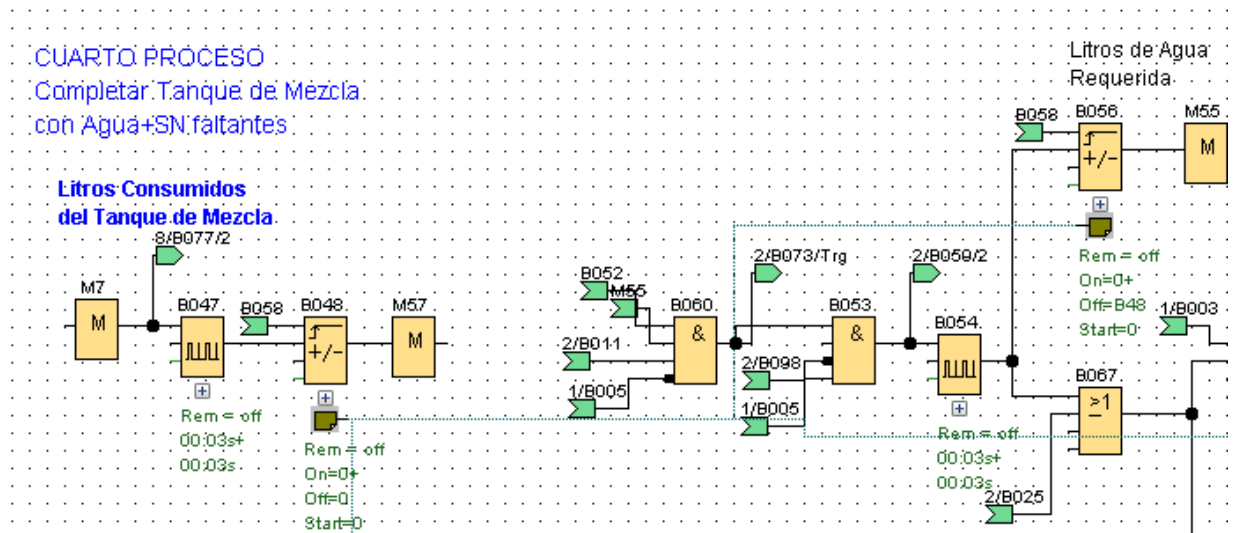 CUARTO PROCESO
Completar Tanque de Mezcla
con Agua+SN faltantes
Litros de Agua
Requerida
B058
B056
M55
+/-
M
Litros Consumidos
del Tanque de Mezcla
8/B077/2
Rem = off
On=0+
Off=B48
Start=0
M7
M
B047
B058
B048
+/-
M57
M
B052
M55
B060
&
2/B011
1/B005
2/B073/Trg
B053
&
2/B098
1/B005
2/B059/2
B054
1/B003
B067
≥1
2/B025
Rem = off
00:03s+
00:03s
Rem = off
On=0+
Off=0
Start=0
Rem = off
00:03s+
00:03s